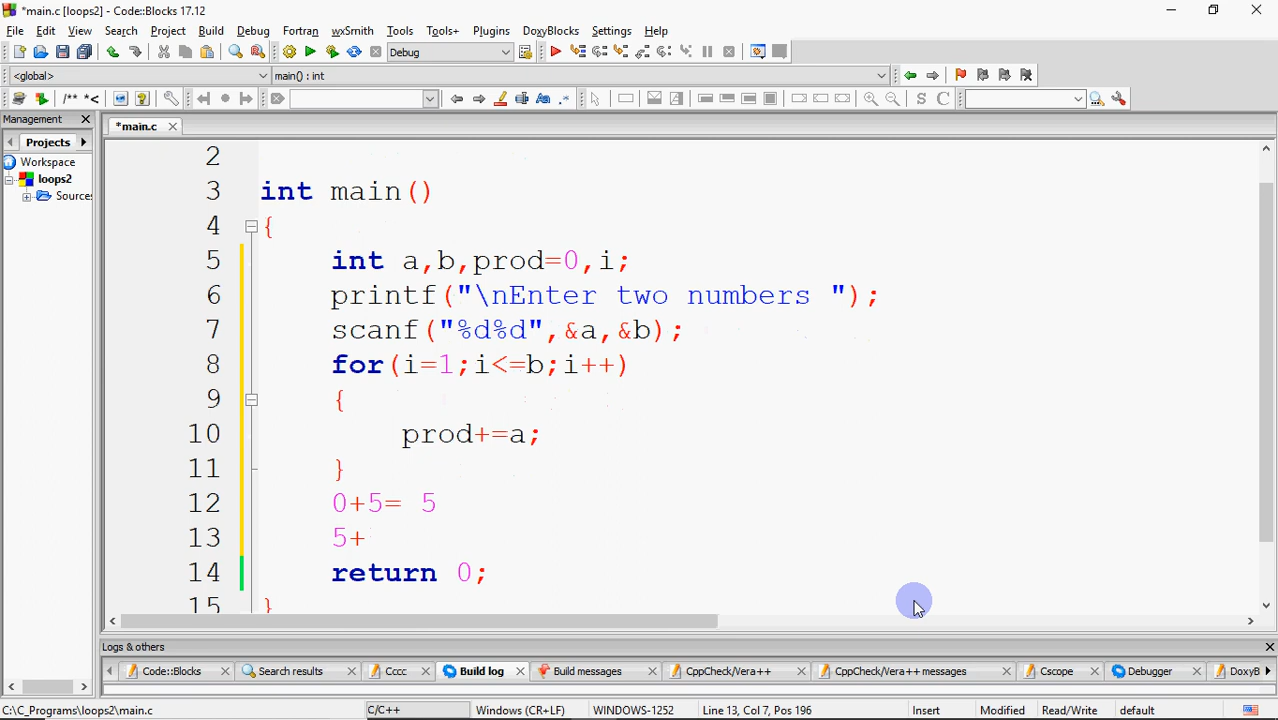 *main.c [loops2] - Code::Blocks 17.12
File Edit View Search Project Build Debug Fortran wxSmith Tools Tools+ Plugins DoxyBlocks Settings Help
Debug
<global> main() : int
/** *< S C
Management
*main.c
Projects
Workspace
loops2
Sources
2
3 int main()
4 {
5 int a,b,prod=0,i;
6 printf("\nEnter two numbers ");
7 scanf("%d%d",&a,&b);
8 for(i=1;i<=b;i++)
9 {
10 prod+=a;
11 }
12 0+5= 5
13 5+
14 return 0;
15 }
Logs & others
Code::Blocks Search results Cccc Build log Build messages CppCheck/Vera++ CppCheck/Vera++ messages Cscope Debugger DoxyB
C:\C_Programs\loops2\main.c C/C++ Windows (CR+LF) WINDOWS-1252 Line 13, Col 7, Pos 196 Insert Modified Read/Write default